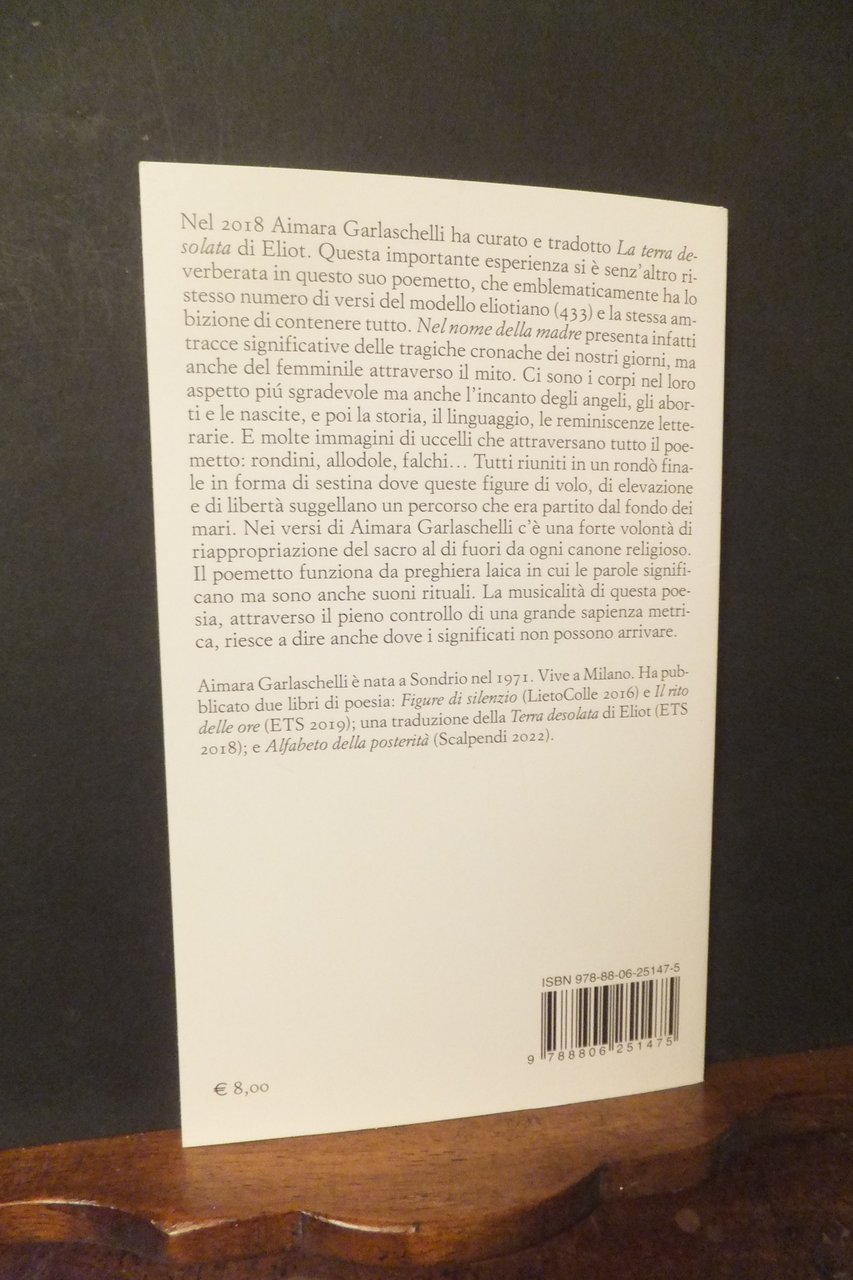 Nel 2018 Aimara Garlaschelli ha curato e tradotto La terra de-
solata di Eliot. Questa importante esperienza si è senz'altro ri-
verberata in questo suo poemetto, che emblematicamente ha lo
stesso numero di versi del modello eliotiano (433) e la stessa am-
bizione di contenere tutto. Nel nome della madre presenta infatti
tracce significative delle tragiche cronache dei nostri giorni, ma
anche del femminile attraverso il mito. Ci sono i corpi nel loro
aspetto piú sgradevole ma anche l'incanto degli angeli, gli abor-
ti e le nascite, e poi la storia, il linguaggio, le reminiscenze lette-
rarie. E molte immagini di uccelli che attraversano tutto il poe-
metto: rondini, allodole, falchi... Tutti riuniti in un rondò fina-
le in forma di sestina dove queste figure di volo, di elevazione
e di libertà suggellano un percorso che era partito dal fondo dei
mari. Nei versi di Aimara Garlaschelli c'è una forte volontà di
riappropriazione del sacro al di fuori da ogni canone religioso.
Il poemetto funziona da preghiera laica in cui le parole signifi-
cano ma sono anche suoni rituali. La musicalità di questa poe-
sia, attraverso il pieno controllo di una grande sapienza metri-
ca, riesce a dire anche dove i significati non possono arrivare.
Aimara Garlaschelli è nata a Sondrio nel 1971. Vive a Milano. Ha pub-
blicato due libri di poesia: Figure di silenzio (LietoColle 2016) e Il rito
delle ore (ETS 2019); una traduzione della Terra desolata di Eliot (ETS
2018); e Alfabeto della posterità (Scalpendi 2022).
ISBN 978-88-06-25147-5
9 788806 251475
€ 8,00